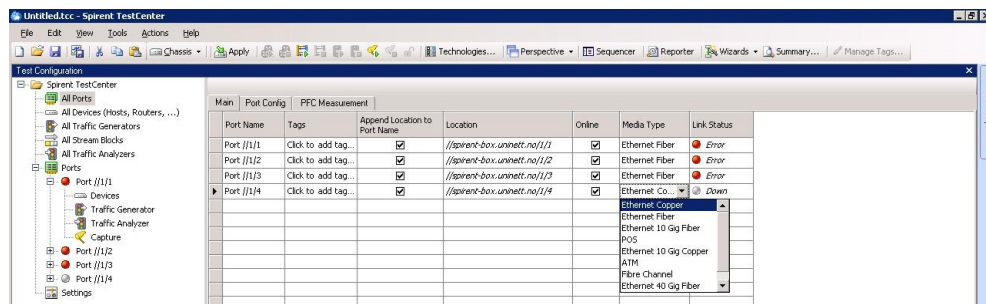 Untitled.tcc - Spirent TestCenter
File Edit View Tools Actions Help
Chassis Apply Technologies... Perspective Sequencer Reporter Wizards Summary... Manage Tags...
Test Configuration
Spirent TestCenter
All Ports
All Devices (Hosts, Routers, ...)
All Traffic Generators
All Stream Blocks
All Traffic Analyzers
Ports
Port //1/1
Devices
Traffic Generator
Traffic Analyzer
Capture
Port //1/2
Port //1/3
Port //1/4
Settings
Main Port Config PFC Measurement
Port Name Tags Append Location to Port Name Location Online Media Type Link Status
Port //1/1 Click to add tag... //spirent-box.uninett.no/1/1 Ethernet Fiber Error
Port //1/2 Click to add tag... //spirent-box.uninett.no/1/2 Ethernet Fiber Error
Port //1/3 Click to add tag... //spirent-box.uninett.no/1/3 Ethernet Fiber Error
Port //1/4 Click to add tag... //spirent-box.uninett.no/1/4 Ethernet Co... Down
Ethernet Copper
Ethernet Fiber
Ethernet 10 Gig Fiber
POS
Ethernet 10 Gig Copper
ATM
Fibre Channel
Ethernet 40 Gig Fiber